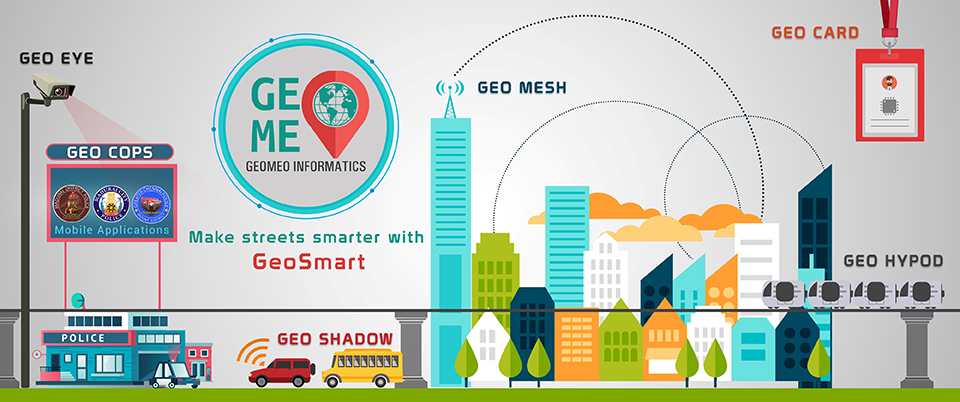 GEO EYE
GEO CARD
GEO ME
GEOMEO INFORMATICS
GEO MESH
GEO COPS
Mobile Applications
Make streets smarter with
GeoSmart
GEO HYPOD
GEO SHADOW
POLICE